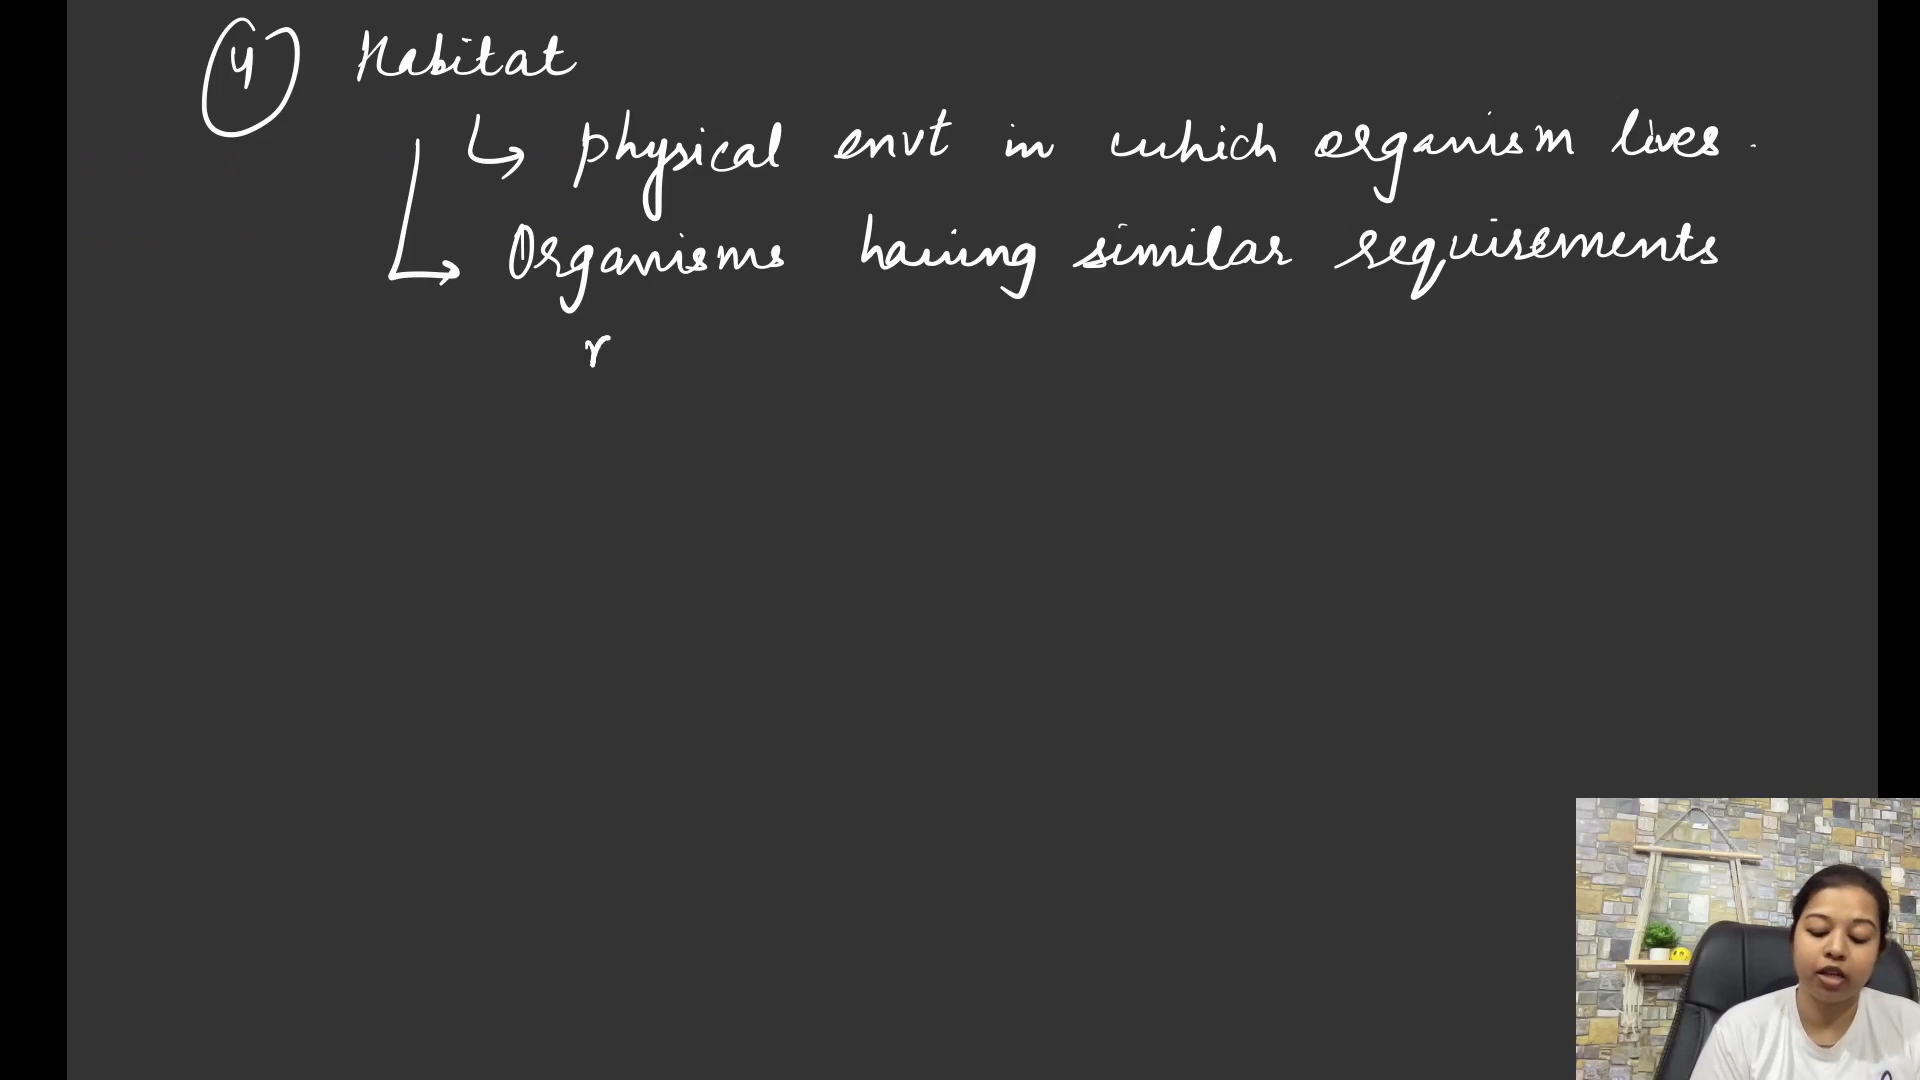 4 Habitat
↳ physical envt in which organism lives.
↳ Organisms having similar requirements
r